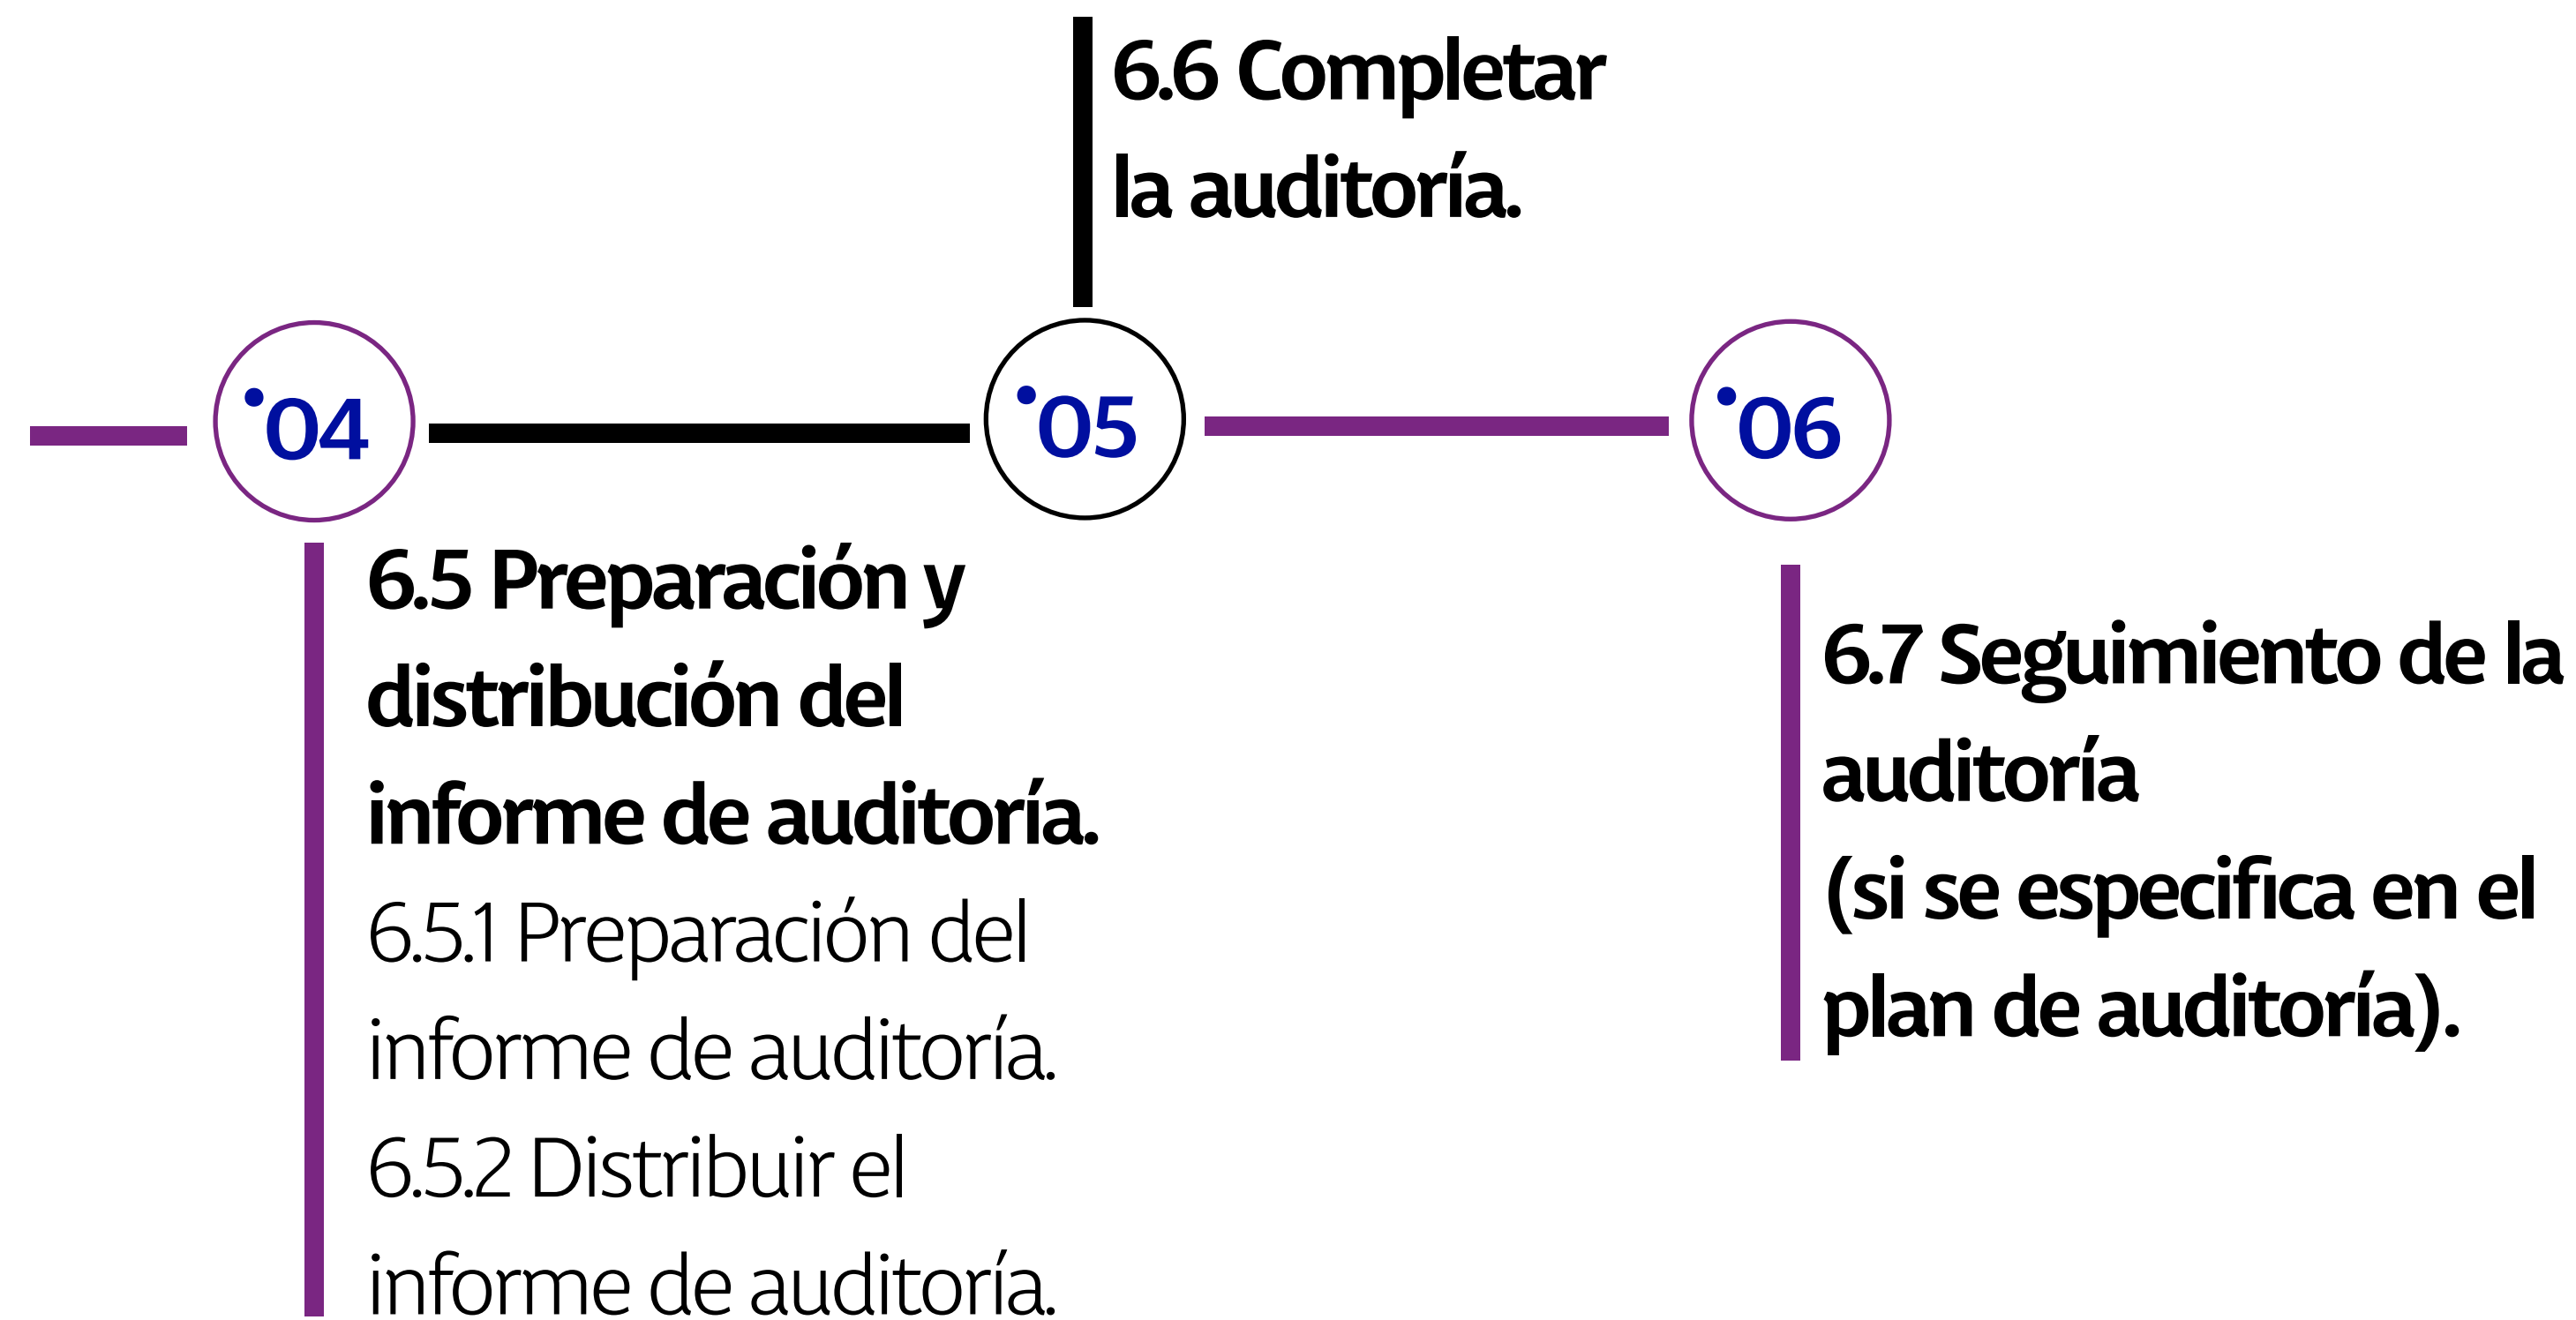 6.6 Completar
la auditoría.
04
05
06
6.5 Preparación y
distribución del
informe de auditoría.
6.5.1 Preparación del
informe de auditoría.
6.5.2 Distribuir el
informe de auditoría.
6.7 Seguimiento de la
auditoría
(si se especifica en el
plan de auditoría).